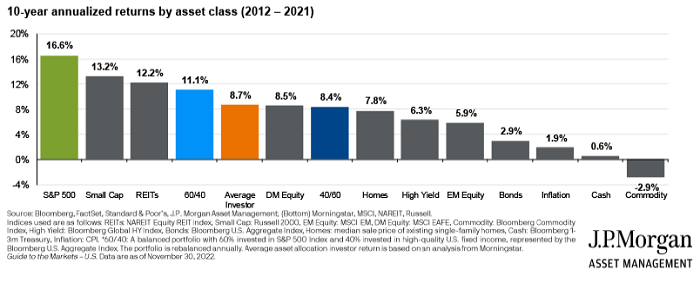 10-year annualized returns by asset class (2012 – 2021)
20%
16%
12%
8%
4%
0%
-4%
16.6%
13.2%
12.2%
11.1%
8.7%
8.5%
8.4%
7.8%
6.3%
5.9%
2.9%
1.9%
0.6%
-2.9%
S&P 500
Small Cap
REITs
60/40
Average Investor
DM Equity
40/60
Homes
High Yield
EM Equity
Bonds
Inflation
Cash
Commodity
Source: Bloomberg, FactSet, Standard & Poor's, J.P. Morgan Asset Management; (Bottom) Morningstar, MSCI, NAREIT, Russell.
Indices used are as follows: REITs: NAREIT Equity REIT Index, Small Cap: Russell 2000, EM Equity: MSCI EM, DM Equity: MSCI EAFE, Commodity: Bloomberg Commodity
Index, High Yield: Bloomberg Global HY Index, Bonds: Bloomberg U.S. Aggregate Index, Homes: median sale price of existing single-family homes, Cash: Bloomberg 1-
3m Treasury, Inflation: CPI. *60/40: A balanced portfolio with 60% invested in S&P 500 Index and 40% invested in high-quality U.S. fixed income, represented by the
Bloomberg U.S. Aggregate Index. The portfolio is rebalanced annually. Average asset allocation investor return is based on an analysis from Morningstar.
Guide to the Markets – U.S. Data are as of November 30, 2022.
J.P.Morgan
ASSET MANAGEMENT